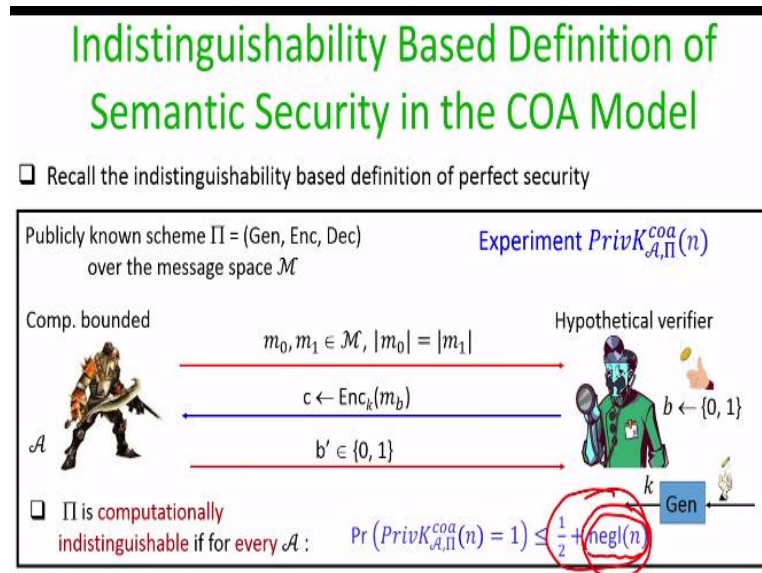 Indistinguishability Based Definition of
Semantic Security in the COA Model
❑ Recall the indistinguishability based definition of perfect security
Publicly known scheme Π = (Gen, Enc, Dec)
over the message space ℳ
Experiment PrivK^{coa}_{𝒜,Π}(n)
Comp. bounded
Hypothetical verifier
m₀, m₁ ∈ ℳ, |m₀| = |m₁|
c ← Enc_k(m_b)
b ← {0, 1}
𝒜
b′ ∈ {0, 1}
k
Gen
❑ Π is computationally
indistinguishable if for every 𝒜 :
Pr (PrivK^{coa}_{𝒜,Π}(n) = 1) ≤ 1/2 + negl(n)